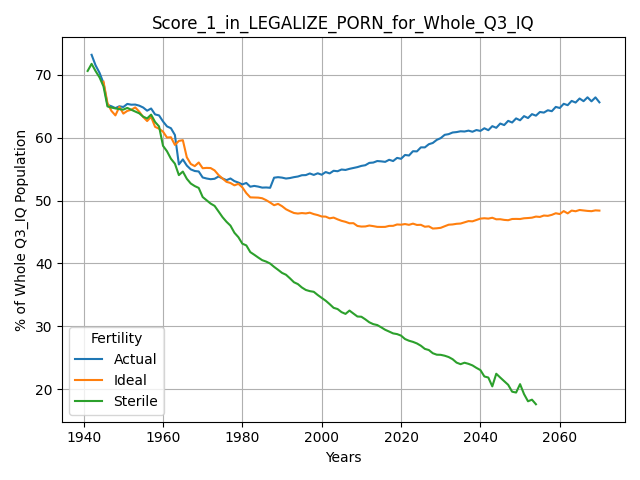 Score_1_in_LEGALIZE_PORN_for_Whole_Q3_IQ
% of Whole Q3_IQ Population
70
60
50
40
30
20
Fertility
Actual
Ideal
Sterile
1940 1960 1980 2000 2020 2040 2060
Years